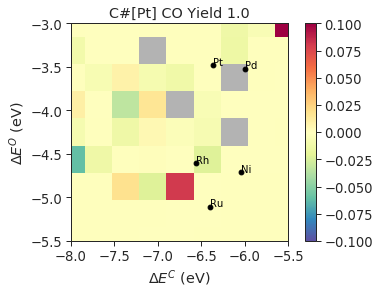 C#[Pt] CO Yield 1.0
−3.0
−3.5
−4.0
−4.5
−5.0
−5.5
ΔE^O (eV)
Pt
Pd
Rh
Ni
Ru
−8.0 −7.5 −7.0 −6.5 −6.0 −5.5
ΔE^C (eV)
0.100
0.075
0.050
0.025
0.000
−0.025
−0.050
−0.075
−0.100